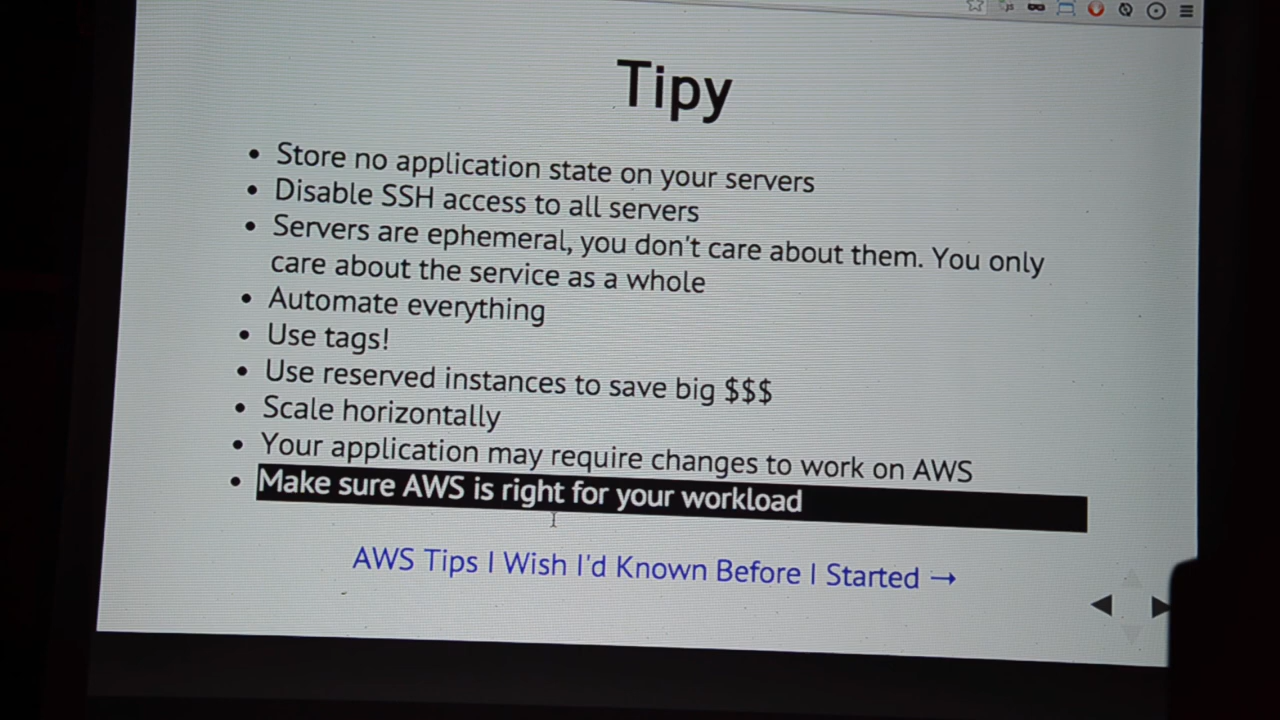 Tipy
Store no application state on your servers
Disable SSH access to all servers
Servers are ephemeral, you don't care about them. You only
care about the service as a whole
Automate everything
Use tags!
Use reserved instances to save big $$$
Scale horizontally
Your application may require changes to work on AWS
Make sure AWS is right for your workload
AWS Tips I Wish I'd Known Before I Started →